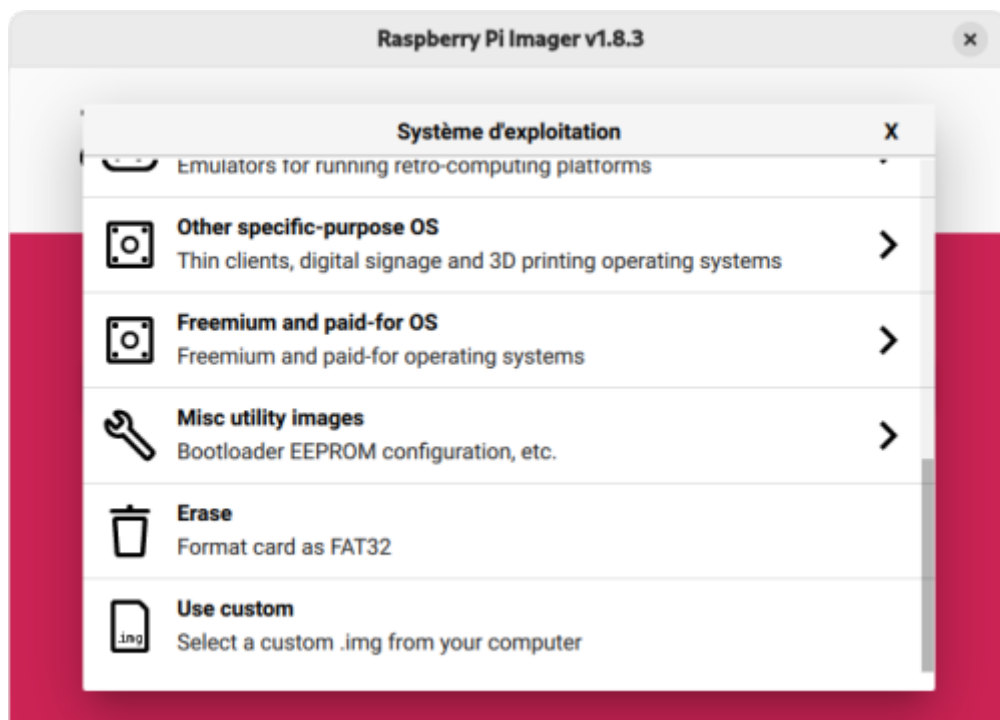 Raspberry Pi Imager v1.8.3
Système d'exploitation
X
Emulators for running retro-computing platforms
Other specific-purpose OS
Thin clients, digital signage and 3D printing operating systems
Freemium and paid-for OS
Freemium and paid-for operating systems
Misc utility images
Bootloader EEPROM configuration, etc.
Erase
Format card as FAT32
Use custom
.img
Select a custom .img from your computer